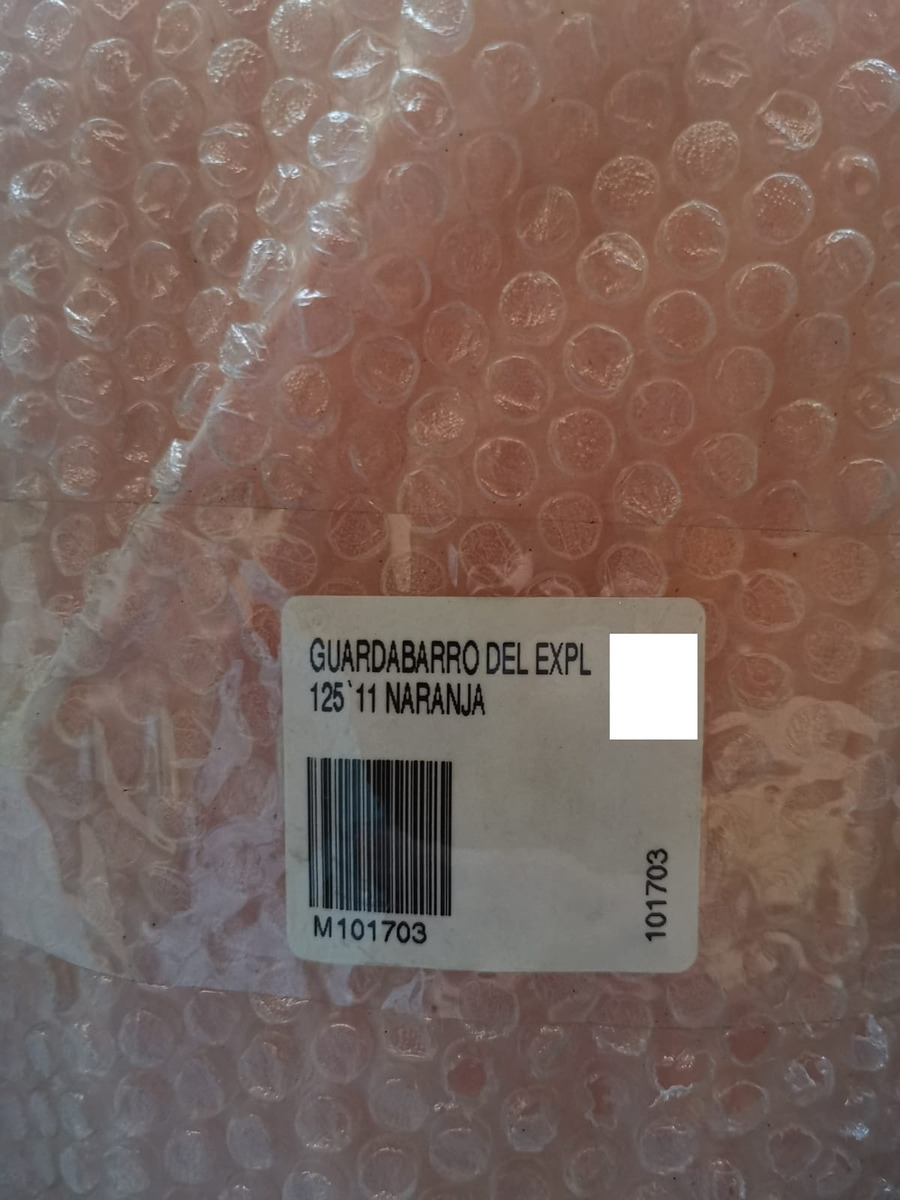 GUARDABARRO DEL EXPL
125`11 NARANJA
M101703
101703